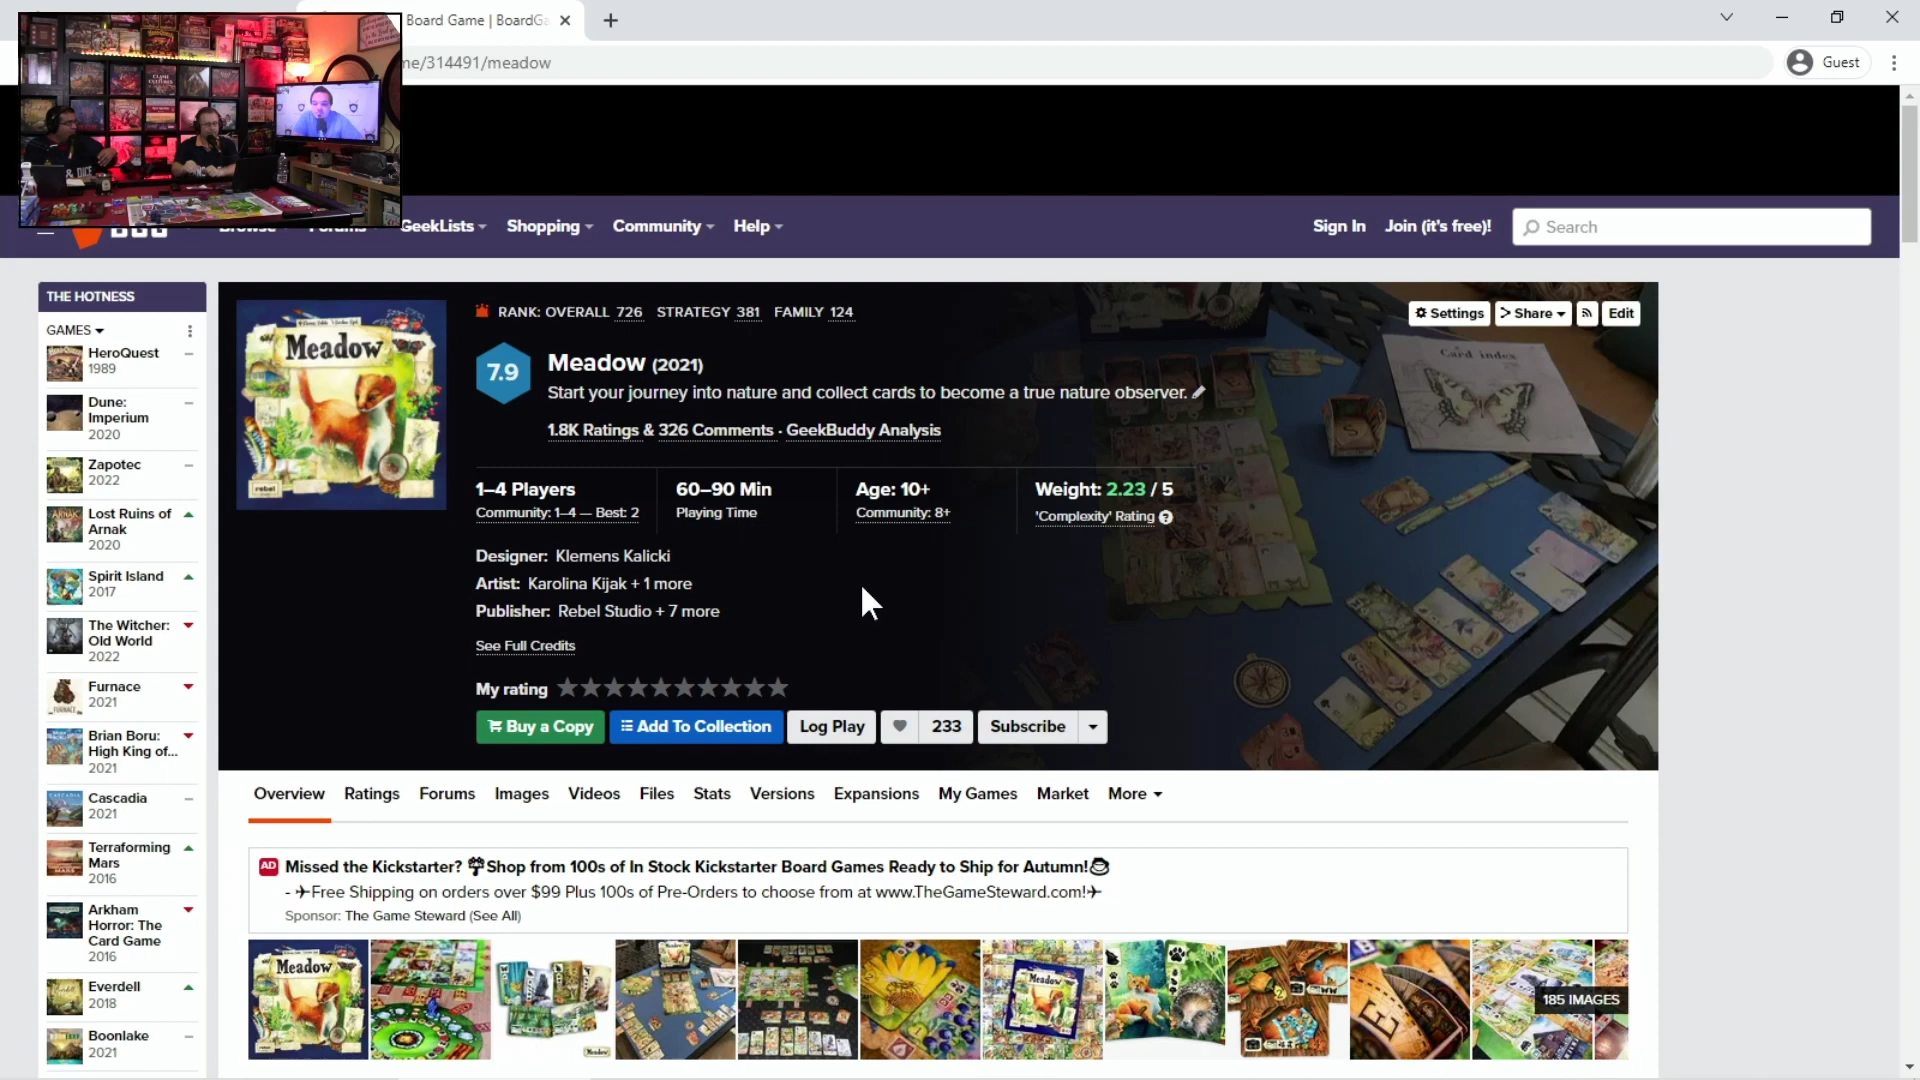 Board Game | BoardGa
me/314491/meadow
Guest
GeekLists
Shopping
Community
Help
Sign In
Join (it's free)!
Search
THE HOTNESS
GAMES
HeroQuest
1989
Dune:
Imperium
2020
Zapotec
2022
Lost Ruins of
Arnak
2020
Spirit Island
2017
The Witcher:
Old World
2022
Furnace
2021
Brian Boru:
High King of...
2021
Cascadia
2021
Terraforming
Mars
2016
Arkham
Horror: The
Card Game
2016
Everdell
2018
Boonlake
2021
Meadow
rebel
RANK: OVERALL 726 STRATEGY 381 FAMILY 124
Settings
Share
Edit
7.9
Meadow (2021)
Start your journey into nature and collect cards to become a true nature observer.
1.8K Ratings & 326 Comments · GeekBuddy Analysis
1–4 Players
Community: 1–4 — Best: 2
60–90 Min
Playing Time
Age: 10+
Community: 8+
Weight: 2.23 / 5
'Complexity' Rating
Card index
Designer: Klemens Kalicki
Artist: Karolina Kijak + 1 more
Publisher: Rebel Studio + 7 more
See Full Credits
My rating
Buy a Copy
Add To Collection
Log Play
233
Subscribe
Overview
Ratings
Forums
Images
Videos
Files
Stats
Versions
Expansions
My Games
Market
More
AD Missed the Kickstarter? Shop from 100s of In Stock Kickstarter Board Games Ready to Ship for Autumn!
- ✈Free Shipping on orders over $99 Plus 100s of Pre-Orders to choose from at www.TheGameSteward.com!✈
Sponsor: The Game Steward (See All)
Meadow
Meadow
185 IMAGES